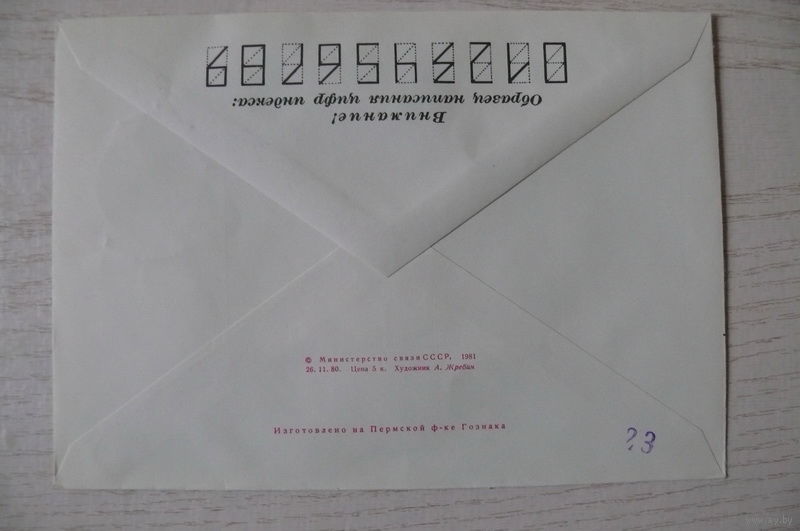 Внимание!
Образец написания цифр индекса:
0123456789
© Министерство связи СССР, 1981
26. 11. 80. Цена 5 к. Художник А. Жребин
Изготовлено на Пермской ф-ке Гознака
23